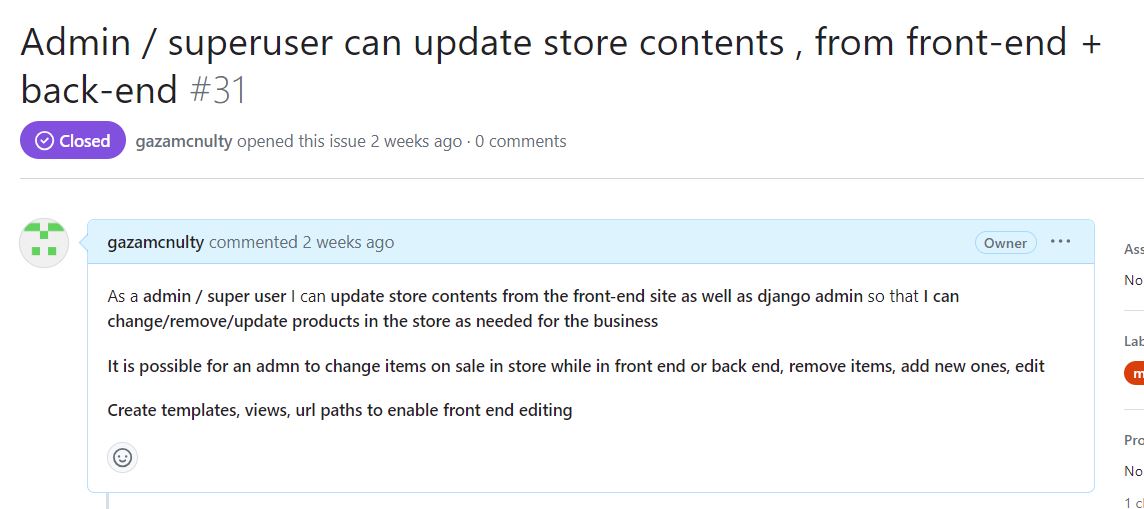 Admin / superuser can update store contents , from front-end +
back-end #31
Closed gazamcnulty opened this issue 2 weeks ago · 0 comments
gazamcnulty commented 2 weeks ago Owner ···
As a admin / super user I can update store contents from the front-end site as well as django admin so that I can
change/remove/update products in the store as needed for the business
It is possible for an admn to change items on sale in store while in front end or back end, remove items, add new ones, edit
Create templates, views, url paths to enable front end editing
Ass
No
Lab
m
Pro
No
1 c